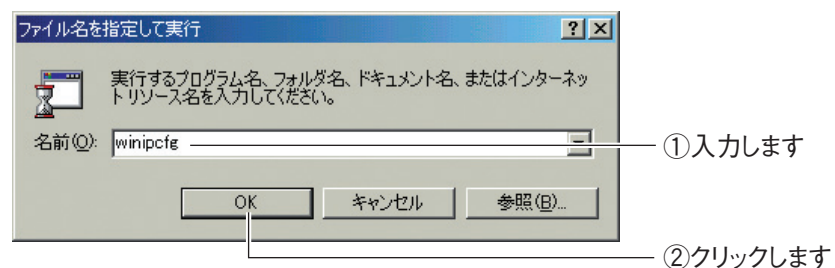 ファイル名を指定して実行
実行するプログラム名、フォルダ名、ドキュメント名、またはインターネッ
トリソース名を入力してください。
名前(O): winipcfg
①入力します
OK キャンセル 参照(B)...
②クリックします